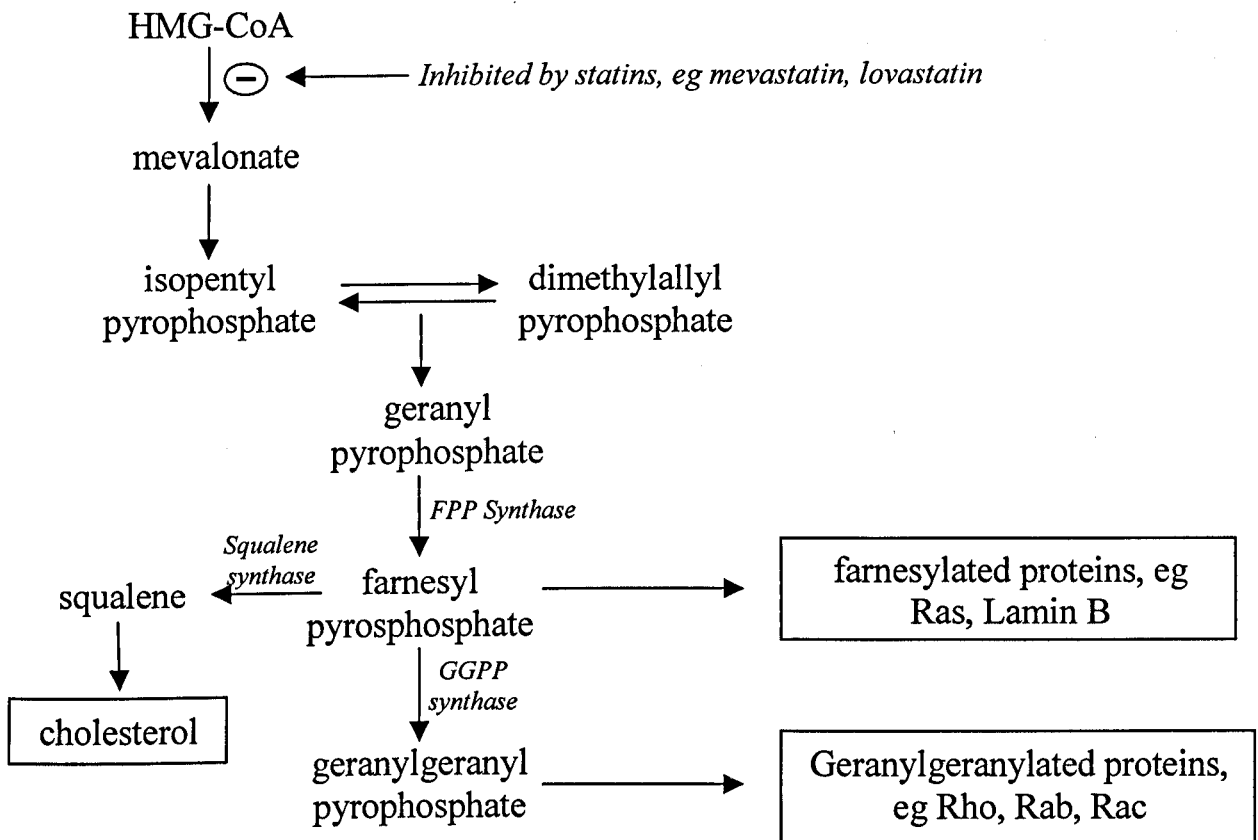 HMG-CoA
−
Inhibited by statins, eg mevastatin, lovastatin
mevalonate
isopentyl
pyrophosphate
dimethylallyl
pyrophosphate
geranyl
pyrophosphate
FPP Synthase
Squalene
synthase
squalene
farnesyl
pyrosphosphate
farnesylated proteins, eg
Ras, Lamin B
GGPP
synthase
cholesterol
geranylgeranyl
pyrophosphate
Geranylgeranylated proteins,
eg Rho, Rab, Rac